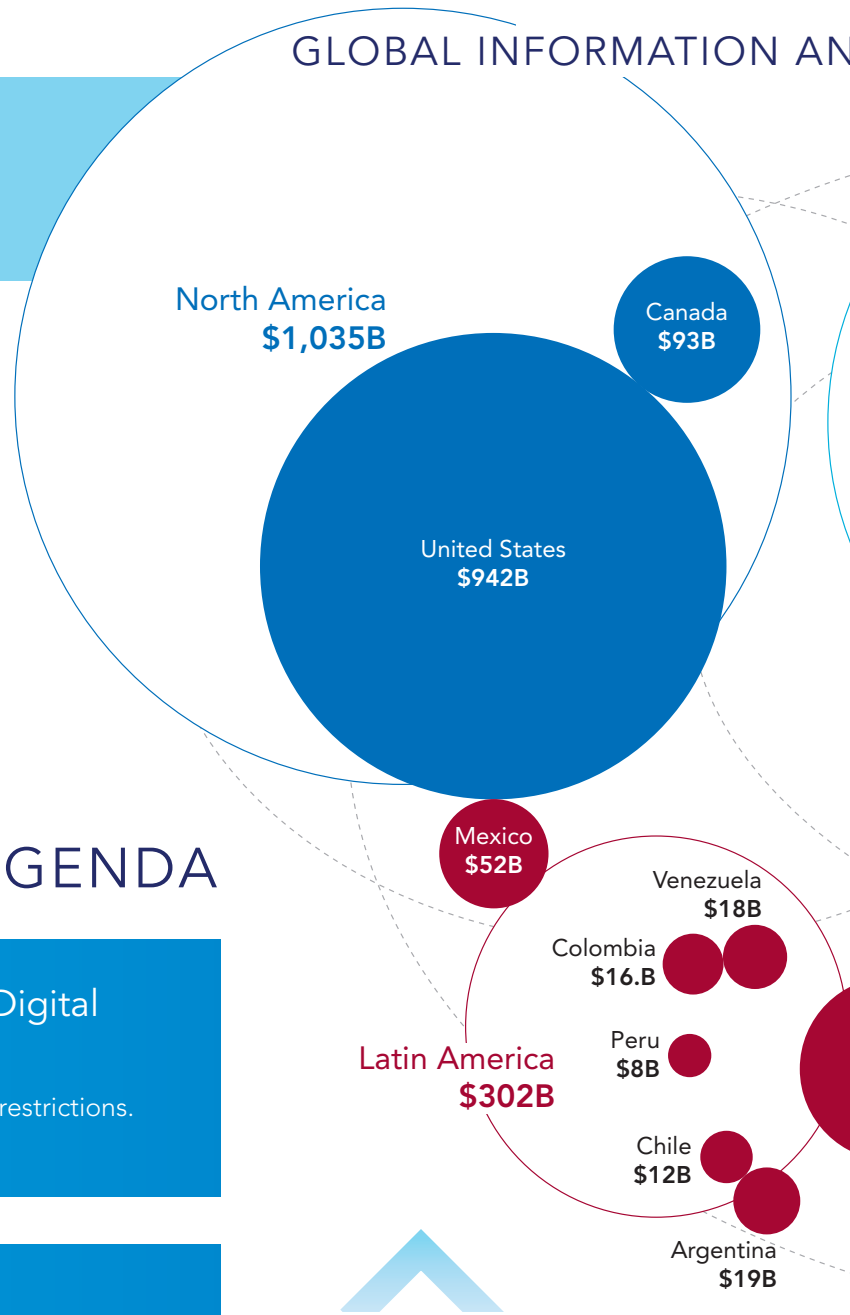 GLOBAL INFORMATION AN
North America
$1,035B
Canada
$93B
United States
$942B
Mexico
$52B
GENDA
Venezuela
$18B
Colombia
$16.B
Digital
Peru
$8B
Latin America
$302B
restrictions.
Chile
$12B
Argentina
$19B